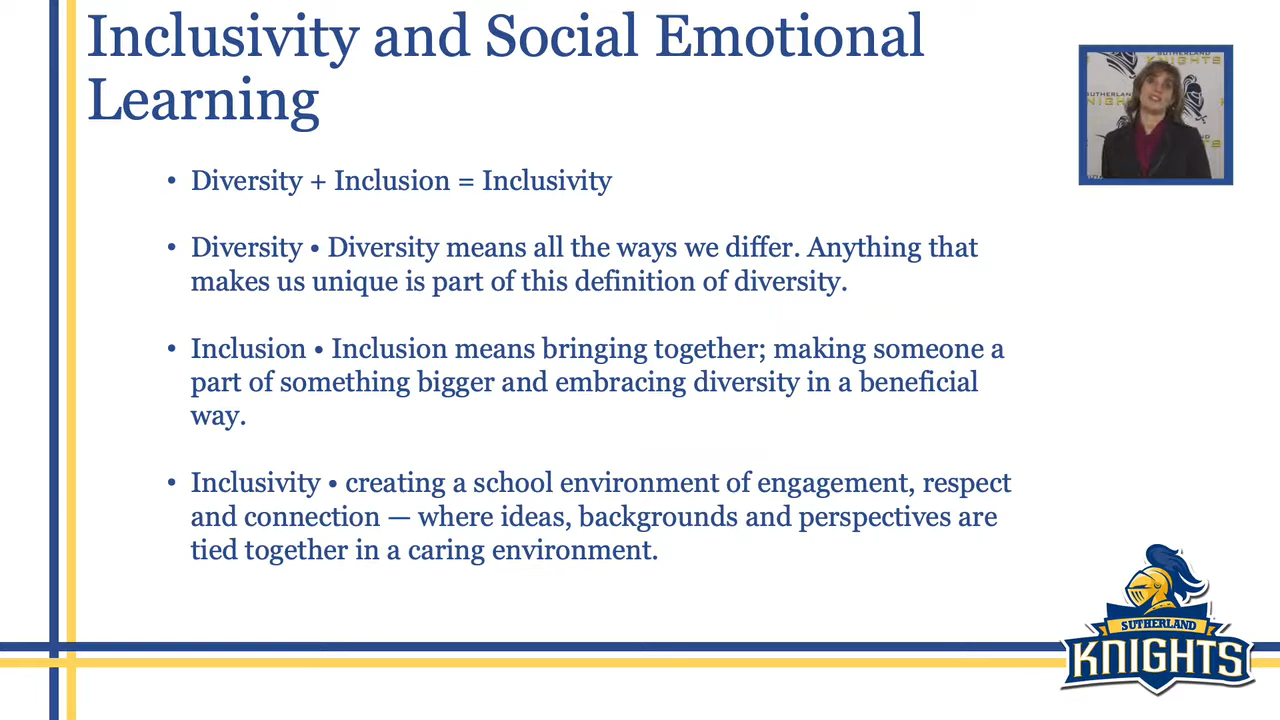 Inclusivity and Social Emotional
Learning
• Diversity + Inclusion = Inclusivity
• Diversity • Diversity means all the ways we differ. Anything that
makes us unique is part of this definition of diversity.
• Inclusion • Inclusion means bringing together; making someone a
part of something bigger and embracing diversity in a beneficial
way.
• Inclusivity • creating a school environment of engagement, respect
and connection — where ideas, backgrounds and perspectives are
tied together in a caring environment.
SUTHERLAND
KNIGHTS
SUTHERLAND
KNIGHTS